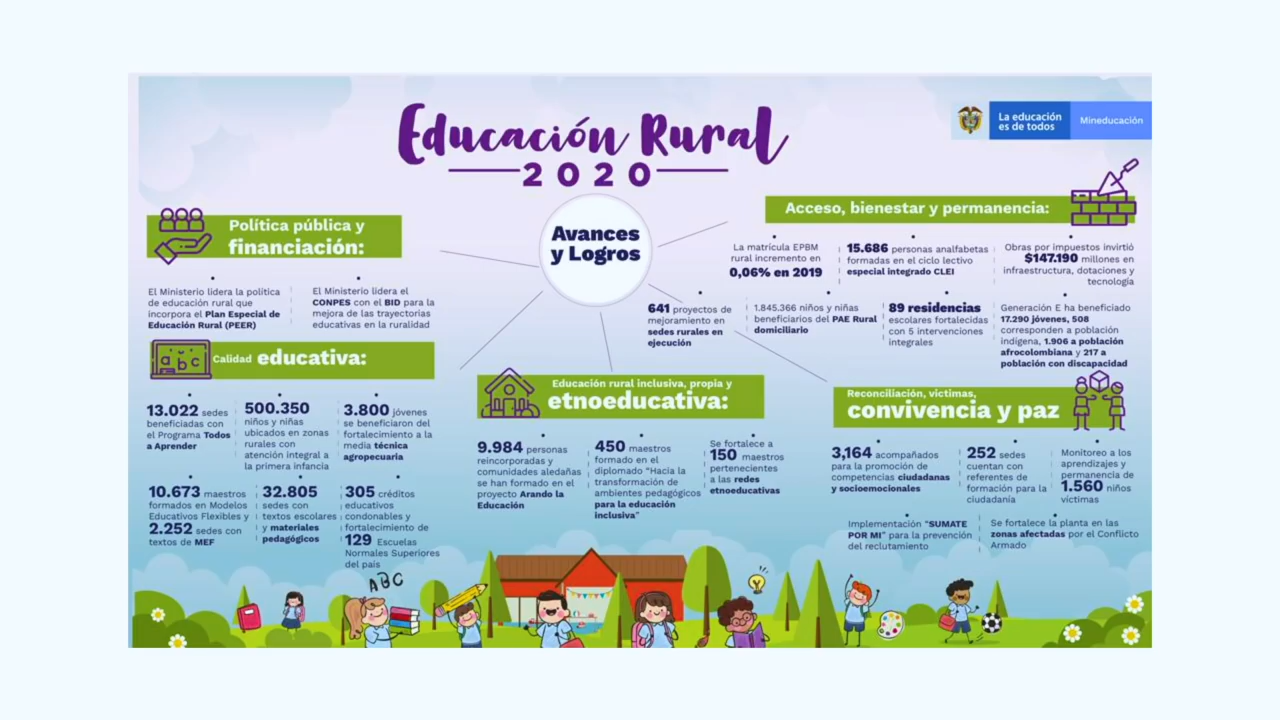 Educación Rural
2020
La educación
es de todos
Mineducación
Avances
y Logros
Política pública y
financiación:
El Ministerio lidera la política
de educación rural que
incorpora el Plan Especial de
Educación Rural (PEER)
El Ministerio lidera el
CONPES con el BID para la
mejora de las trayectorias
educativas en la ruralidad
Acceso, bienestar y permanencia:
La matrícula EPBM
rural incremento en
0,06% en 2019
15.686 personas analfabetas
formadas en el ciclo lectivo
especial integrado CLEI
Obras por impuestos invirtió
$147.190 millones en
infraestructura, dotaciones y
tecnología
641 proyectos de
mejoramiento en
sedes rurales en
ejecución
1.845.366 niños y niñas
beneficiarios del PAE Rural
domiciliario
89 residencias
escolares fortalecidas
con 5 intervenciones
integrales
Generación E ha beneficiado
17.290 jóvenes, 508
corresponden a población
indígena, 1.906 a población
afrocolombiana y 217 a
población con discapacidad
abc
Calidad educativa:
13.022 sedes
beneficiadas con
el Programa Todos
a Aprender
500.350
niños y niñas
ubicados en zonas
rurales con
atención integral a
la primera infancia
3.800 jóvenes
se beneficiaron del
fortalecimiento a la
media técnica
agropecuaria
10.673 maestros
formados en Modelos
Educativos Flexibles y
2.252 sedes con
textos de MEF
32.805
sedes con
textos escolares
y materiales
pedagógicos
305 créditos
educativos
condonables y
fortalecimiento de
129 Escuelas
Normales Superiores
del país
Educación rural inclusiva, propia y
etnoeducativa:
9.984 personas
reincorporadas y
comunidades aledañas
se han formado en el
proyecto Arando la
Educación
450 maestros
formado en el
diplomado "Hacia la
transformación de
ambientes pedagógicos
para la educación
inclusiva"
Se fortalece a
150 maestros
pertenecientes
a las redes
etnoeducativas
Reconciliación, victimas,
convivencia y paz
3,164 acompañados
para la promoción de
competencias ciudadanas
y socioemocionales
252 sedes
cuentan con
referentes de
formación para la
ciudadanía
Monitoreo a los
aprendizajes y
permanencia de
1.560 niños
víctimas
Implementación "SUMATE
POR MI" para la prevención
del reclutamiento
Se fortalece la planta en las
zonas afectadas por el Conflicto
Armado
ABC